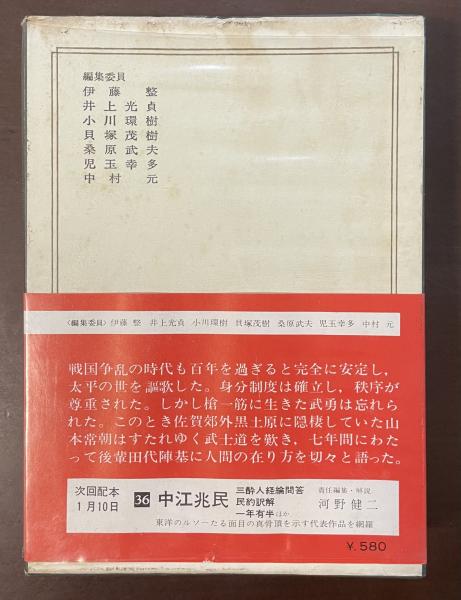 編集委員
伊藤 整
井上光貞
小川環樹
貝塚茂樹
桑原武夫
児玉幸多
中村 元
〈編集委員〉伊藤 整 井上光貞 小川環樹 貝塚茂樹 桑原武夫 児玉幸多 中村 元
戦国争乱の時代も百年を過ぎると完全に安定し，
太平の世を謳歌した。身分制度は確立し，秩序が
尊重された。しかし槍一筋に生きた武勇は忘れら
れた。このとき佐賀郊外黒土原に隠棲していた山
本常朝はすたれゆく武士道を歎き，七年間にわた
って後輩田代陣基に人間の在り方を切々と語った。
次回配本
1月10日
36 中江兆民
三酔人経論問答
民約訳解
一年有半ほか
責任編集・解説
河野健二
東洋のルソーたる面目の真骨頂を示す代表作品を網羅
¥.580